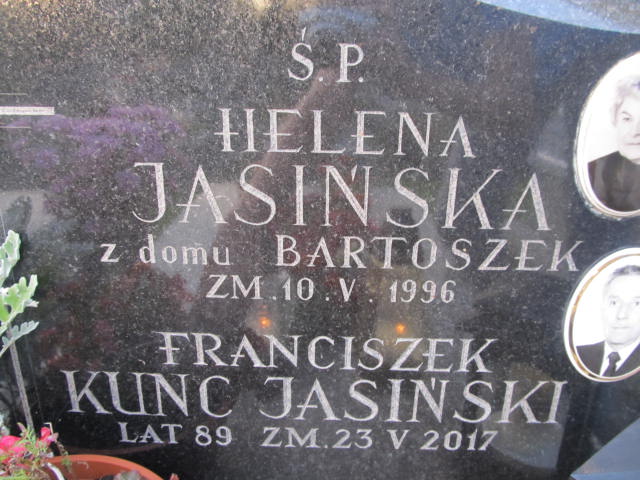 Ś.P.
HELENA
JASIŃSKA
z domu BARTOSZEK
ZM.10.V.1996
FRANCISZEK
KUNC JASIŃSKI
LAT 89 ZM.23 V 2017